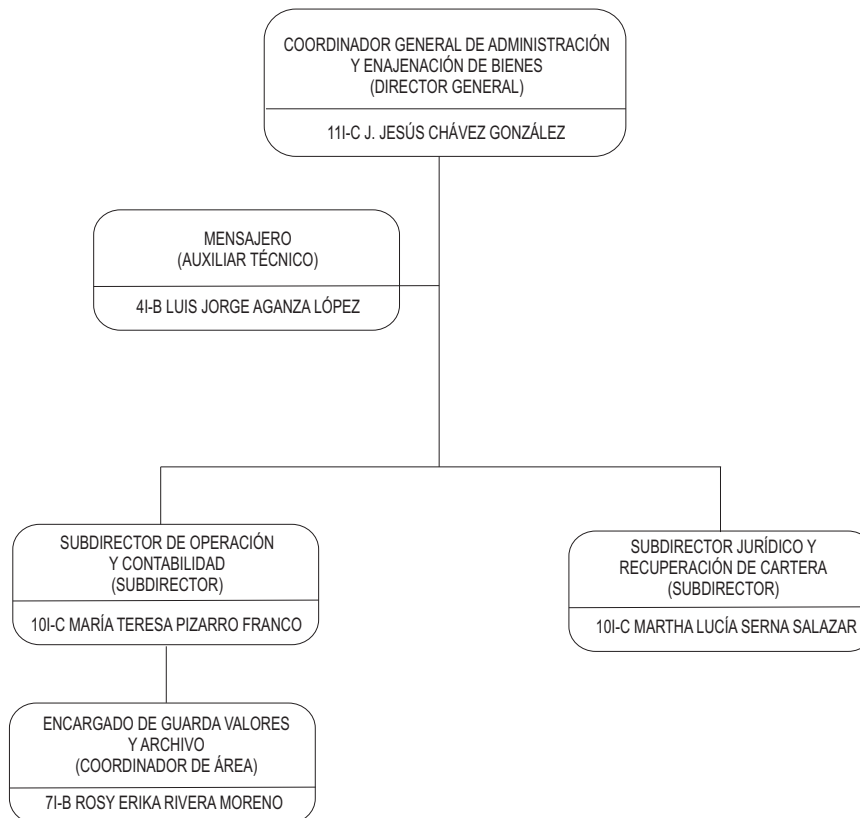 COORDINADOR GENERAL DE ADMINISTRACIÓN
Y ENAJENACIÓN DE BIENES
(DIRECTOR GENERAL)
11I-C J. JESÚS CHÁVEZ GONZÁLEZ
MENSAJERO
(AUXILIAR TÉCNICO)
4I-B LUIS JORGE AGANZA LÓPEZ
SUBDIRECTOR DE OPERACIÓN
Y CONTABILIDAD
(SUBDIRECTOR)
10I-C MARÍA TERESA PIZARRO FRANCO
SUBDIRECTOR JURÍDICO Y
RECUPERACIÓN DE CARTERA
(SUBDIRECTOR)
10I-C MARTHA LUCÍA SERNA SALAZAR
ENCARGADO DE GUARDA VALORES
Y ARCHIVO
(COORDINADOR DE ÁREA)
7I-B ROSY ERIKA RIVERA MORENO